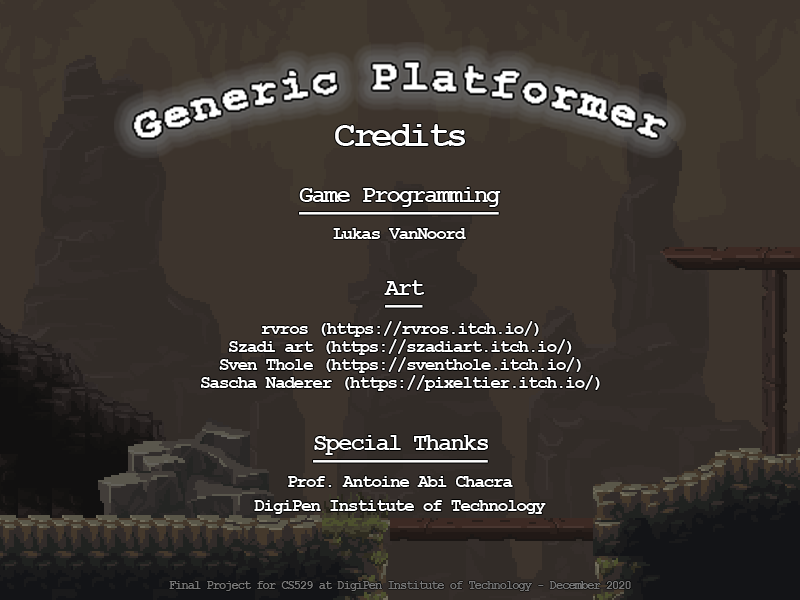 Generic Platformer
Credits
Game Programming
Lukas VanNoord
Art
rvros (https://rvros.itch.io/)
Szadi art (https://szadiart.itch.io/)
Sven Thole (https://sventhole.itch.io/)
Sascha Naderer (https://pixeltier.itch.io/)
Special Thanks
Prof. Antoine Abi Chacra
DigiPen Institute of Technology
Final Project for CS529 at DigiPen Institute of Technology - December 2020